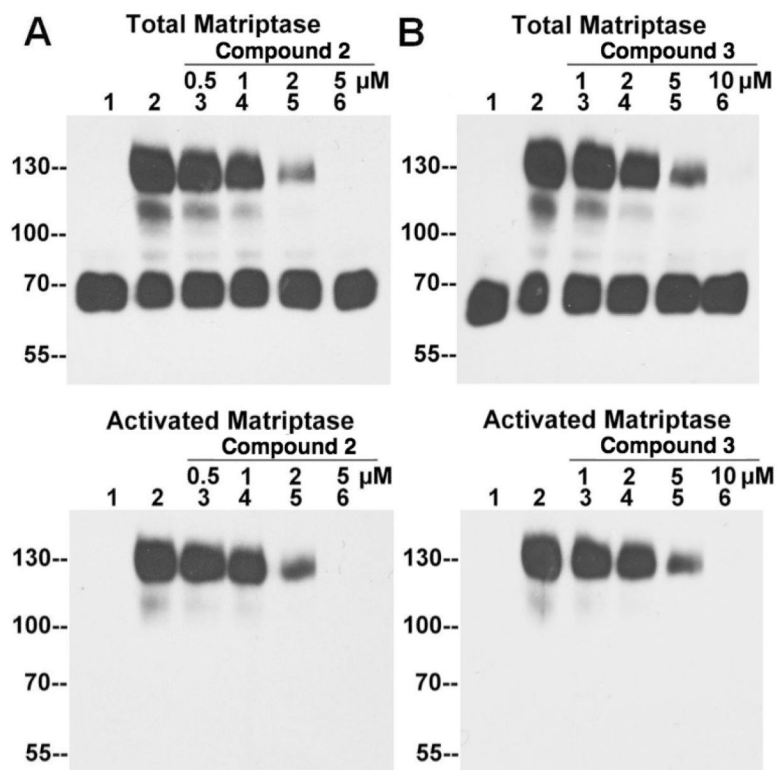 A
Total Matriptase
Compound 2
0.5 1 2 5 µM
1 2 3 4 5 6
130--
100--
70--
55--
B
Total Matriptase
Compound 3
1 2 5 10 µM
1 2 3 4 5 6
130--
100--
70--
55--
Activated Matriptase
Compound 2
0.5 1 2 5 µM
1 2 3 4 5 6
130--
100--
70--
55--
Activated Matriptase
Compound 3
1 2 5 10 µM
1 2 3 4 5 6
130--
100--
70--
55--